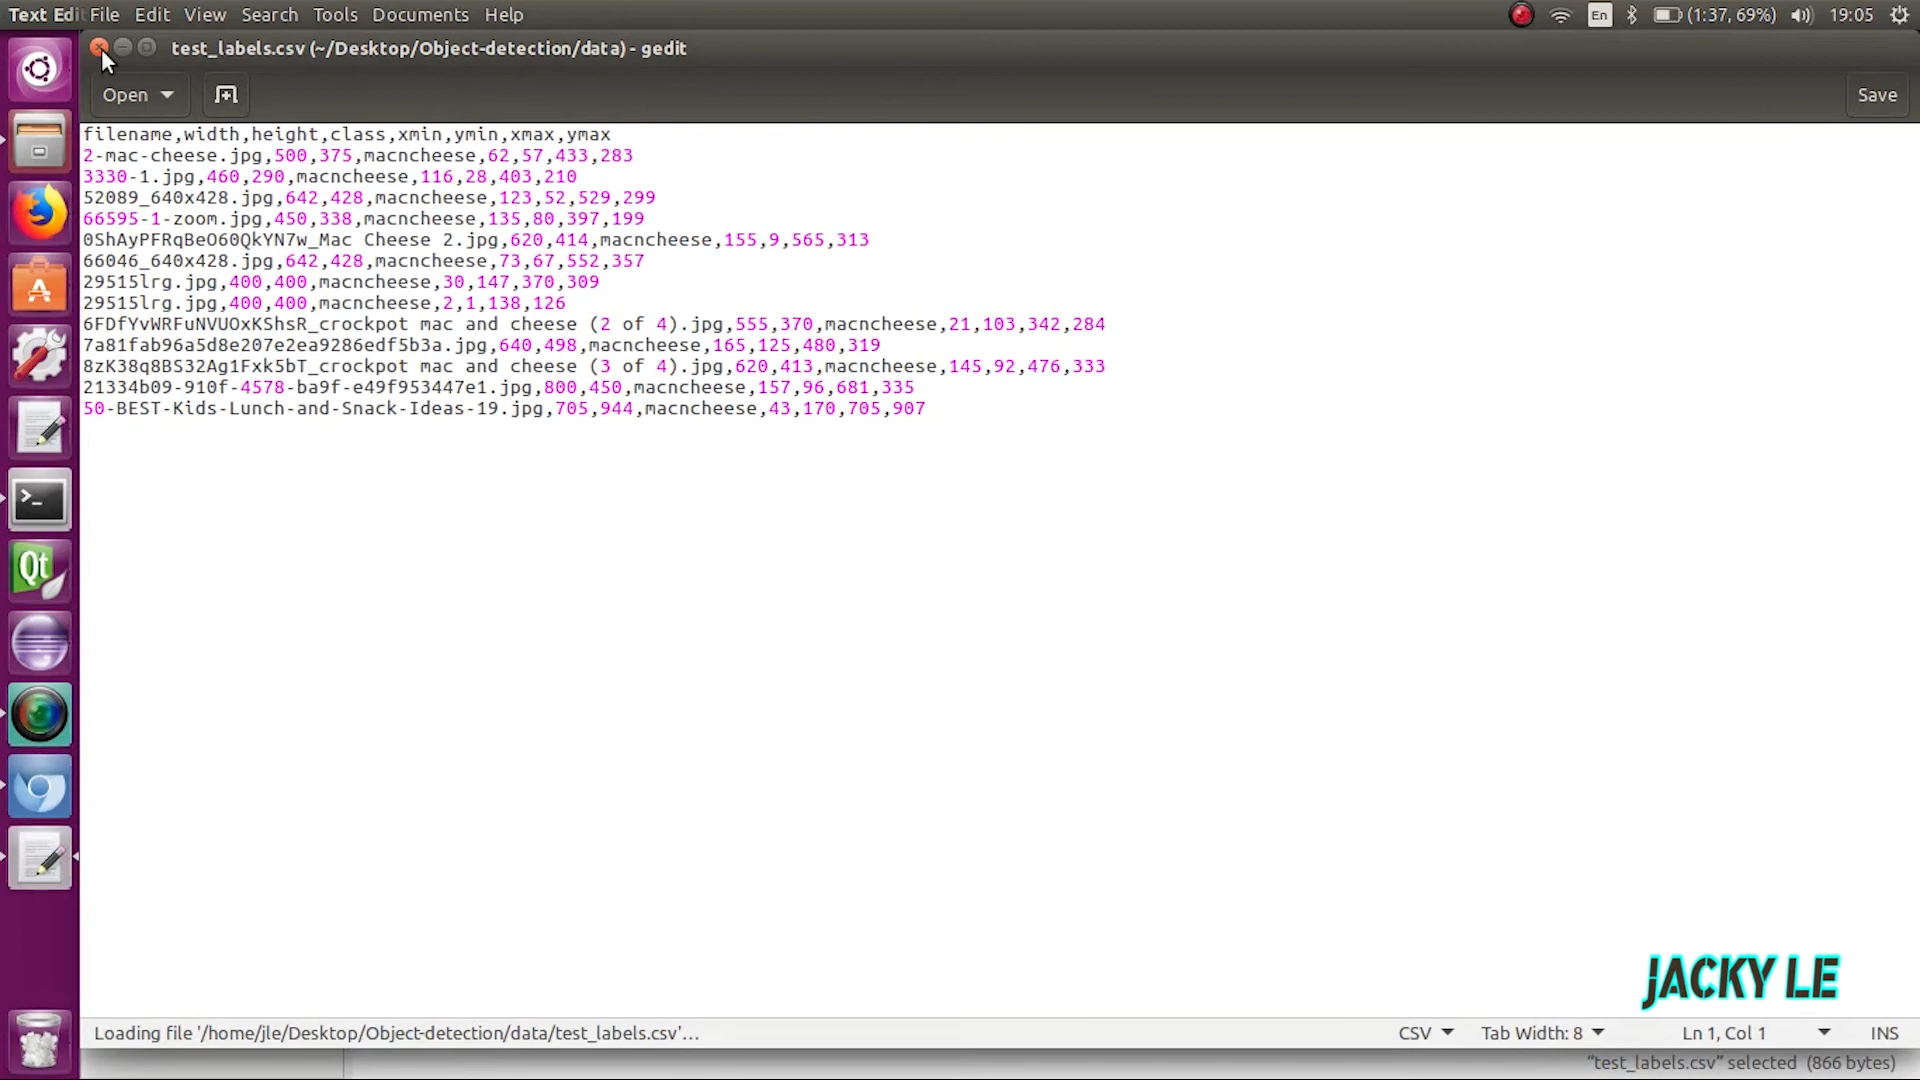 Text Edi File Edit View Search Tools Documents Help
En (1:37, 69%) 19:05
test_labels.csv (~/Desktop/Object-detection/data) - gedit
Open
Save
filename,width,height,class,xmin,ymin,xmax,ymax
2-mac-cheese.jpg,500,375,macncheese,62,57,433,283
3330-1.jpg,460,290,macncheese,116,28,403,210
52089_640x428.jpg,642,428,macncheese,123,52,529,299
66595-1-zoom.jpg,450,338,macncheese,135,80,397,199
0ShAyPFRqBeO60QkYN7w_Mac Cheese 2.jpg,620,414,macncheese,155,9,565,313
66046_640x428.jpg,642,428,macncheese,73,67,552,357
29515lrg.jpg,400,400,macncheese,30,147,370,309
29515lrg.jpg,400,400,macncheese,2,1,138,126
6FDfYvWRFuNVUOxKShsR_crockpot mac and cheese (2 of 4).jpg,555,370,macncheese,21,103,342,284
7a81fab96a5d8e207e2ea9286edf5b3a.jpg,640,498,macncheese,165,125,480,319
8zK38q8BS32Ag1Fxk5bT_crockpot mac and cheese (3 of 4).jpg,620,413,macncheese,145,92,476,333
21334b09-910f-4578-ba9f-e49f953447e1.jpg,800,450,macncheese,157,96,681,335
50-BEST-Kids-Lunch-and-Snack-Ideas-19.jpg,705,944,macncheese,43,170,705,907
Qt
JACKY LE
Loading file '/home/jle/Desktop/Object-detection/data/test_labels.csv'...
CSV Tab Width: 8 Ln 1, Col 1 INS
"test_labels.csv" selected (866 bytes)